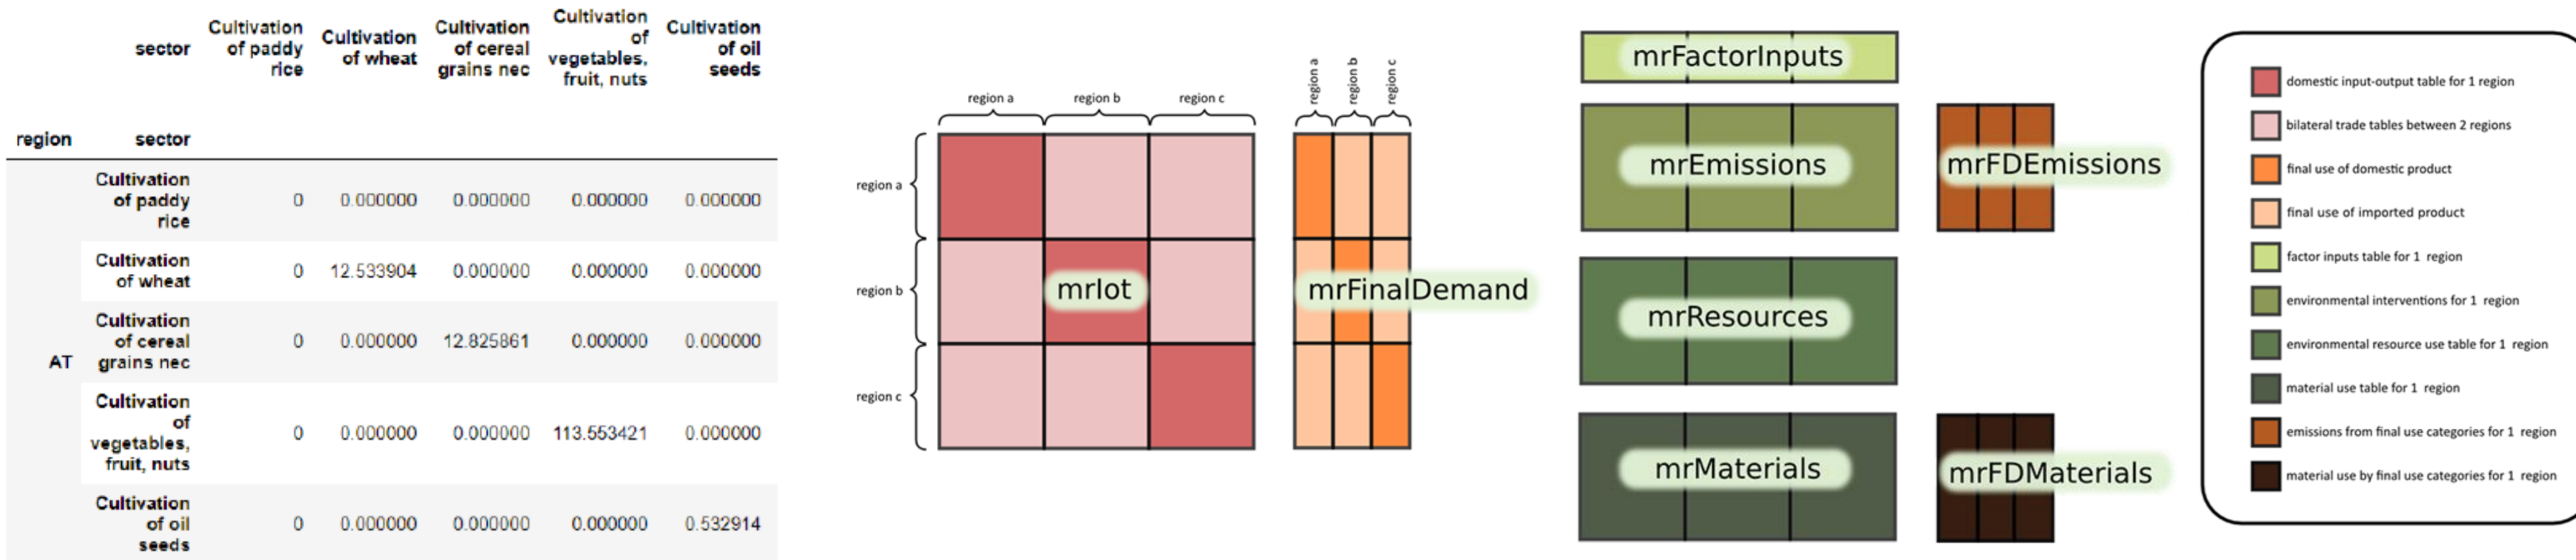 sector
Cultivation
of paddy
rice
Cultivation
of wheat
Cultivation
of cereal
grains nec
Cultivation
of
vegetables,
fruit, nuts
Cultivation
of oil
seeds
region sector
AT
Cultivation
of paddy
rice
0 0.000000 0.000000 0.000000 0.000000
Cultivation
of wheat
0 12.533904 0.000000 0.000000 0.000000
Cultivation
of cereal
grains nec
0 0.000000 12.825861 0.000000 0.000000
Cultivation
of
vegetables,
fruit, nuts
0 0.000000 0.000000 113.553421 0.000000
Cultivation
of oil
seeds
0 0.000000 0.000000 0.000000 0.532914
region a region b region c
region a
region b
region c
mrIot
region a
region b
region c
mrFinalDemand
mrFactorInputs
mrEmissions
mrFDEmissions
mrResources
mrMaterials
mrFDMaterials
domestic input-output table for 1 region
bilateral trade tables between 2 regions
final use of domestic product
final use of imported product
factor inputs table for 1 region
environmental interventions for 1 region
environmental resource use table for 1 region
material use table for 1 region
emissions from final use categories for 1 region
material use by final use categories for 1 region